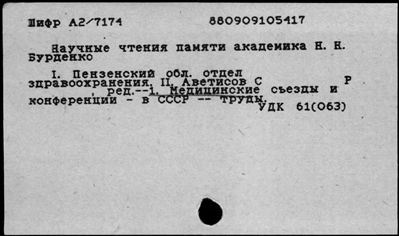 Шифр А2/7174 880909105417
Научные чтения памяти академика Н. Н.
Бурденко
I. Пензенский обл. отдел
здравоохранения. II. Аветисов С Р
, ред.--1. Медицинские съезды и
конференции - в СССР -- труды.
УДК 61(063)